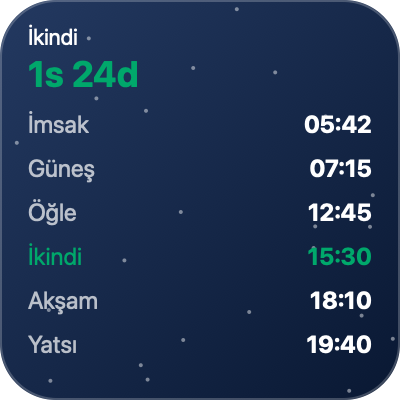 İkindi
1s 24d
İmsak 05:42
Güneş 07:15
Öğle 12:45
İkindi 15:30
Akşam 18:10
Yatsı 19:40